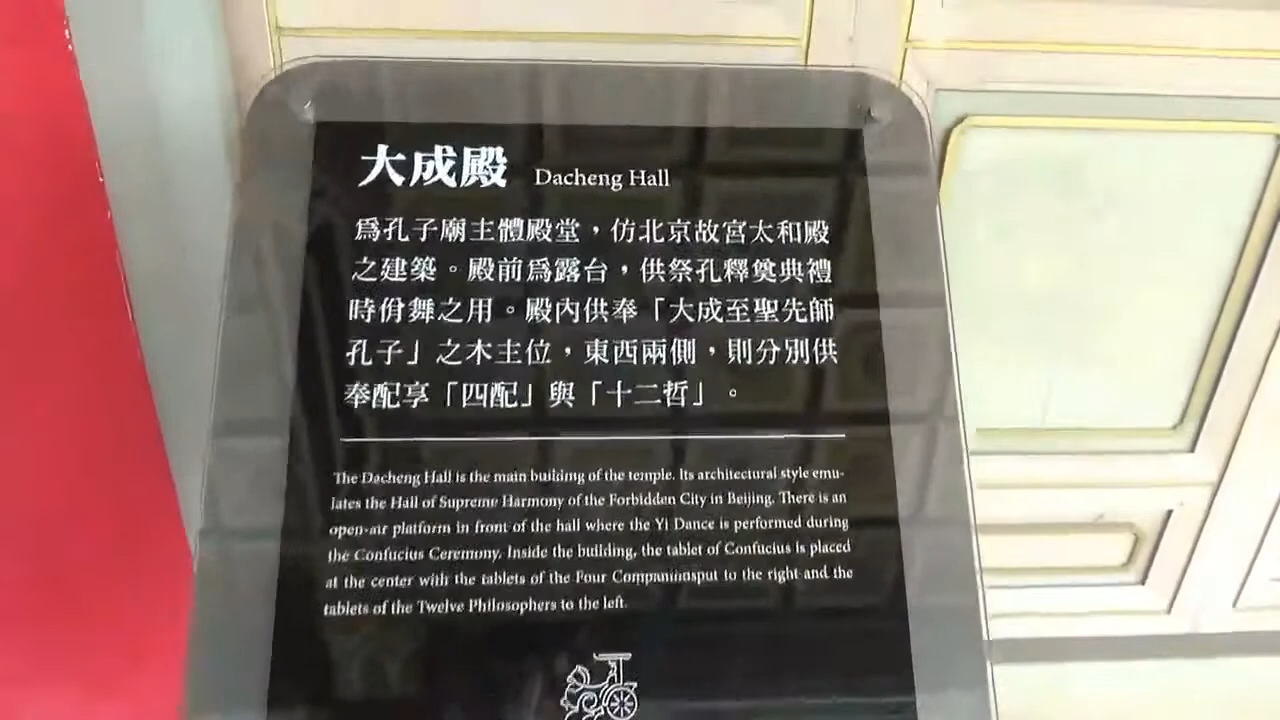 大成殿 Dacheng Hall
爲孔子廟主體殿堂，仿北京故宮太和殿
之建築。殿前爲露台，供祭孔釋奠典禮
時佾舞之用。殿內供奉「大成至聖先師
孔子」之木主位，東西兩側，則分別供
奉配享「四配」與「十二哲」。
The Dacheng Hall is the main building of the temple. Its architectural style emu-
lates the Hall of Supreme Harmony of the Forbidden City in Beijing. There is an
open-air platform in front of the hall where the Yi Dance is performed during
the Confucius Ceremony. Inside the building, the tablet of Confucius is placed
at the center with the tablets of the Four Companionsput to the right and the
tablets of the Twelve Philosophers to the left.